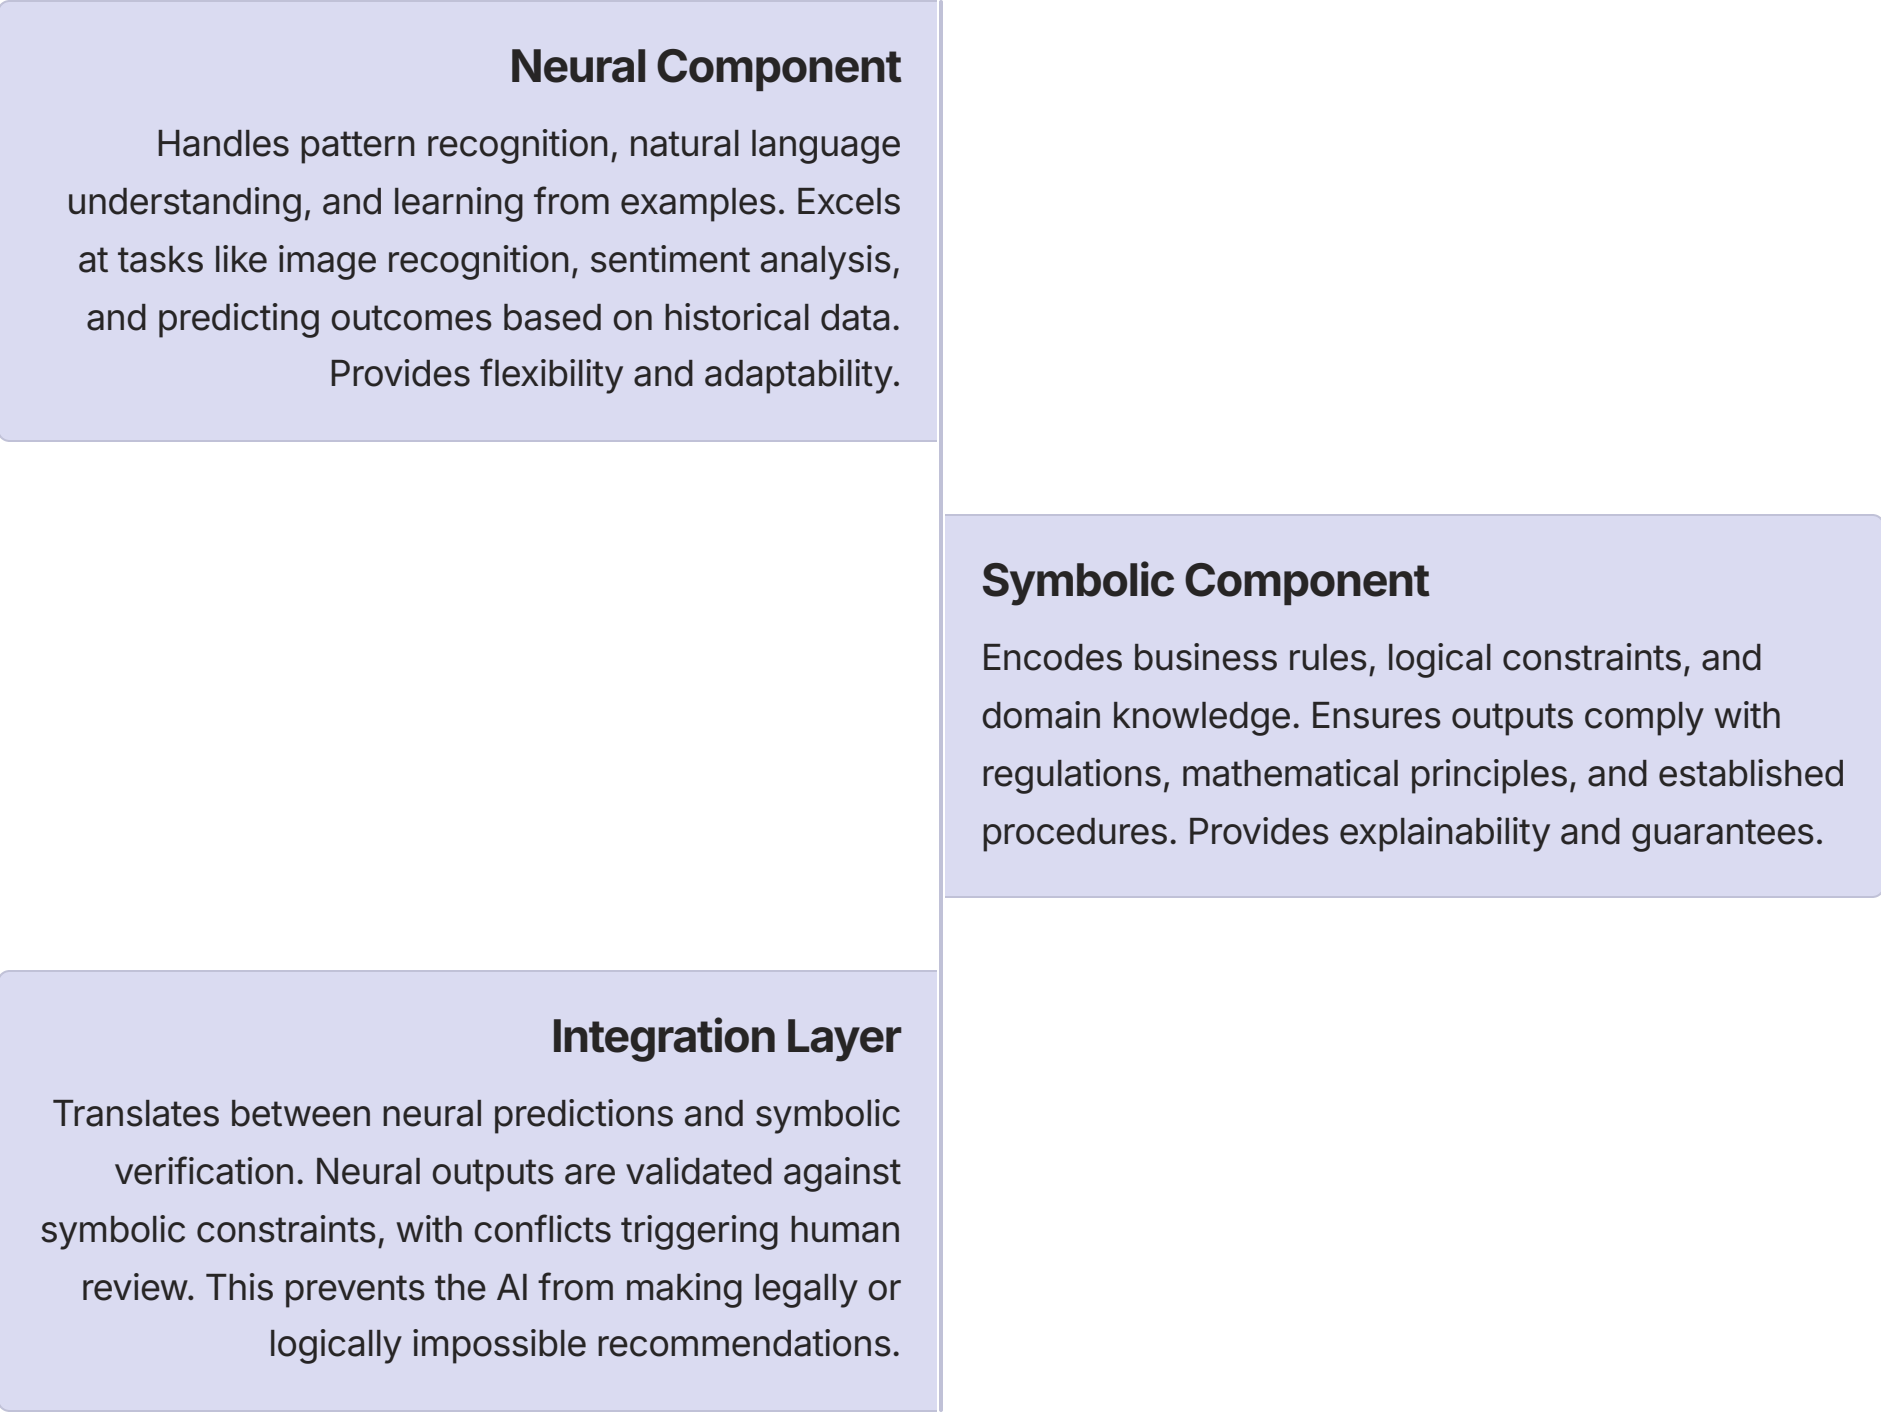 Neural Component
Handles pattern recognition, natural language
understanding, and learning from examples. Excels
at tasks like image recognition, sentiment analysis,
and predicting outcomes based on historical data.
Provides flexibility and adaptability.
Symbolic Component
Encodes business rules, logical constraints, and
domain knowledge. Ensures outputs comply with
regulations, mathematical principles, and established
procedures. Provides explainability and guarantees.
Integration Layer
Translates between neural predictions and symbolic
verification. Neural outputs are validated against
symbolic constraints, with conflicts triggering human
review. This prevents the AI from making legally or
logically impossible recommendations.